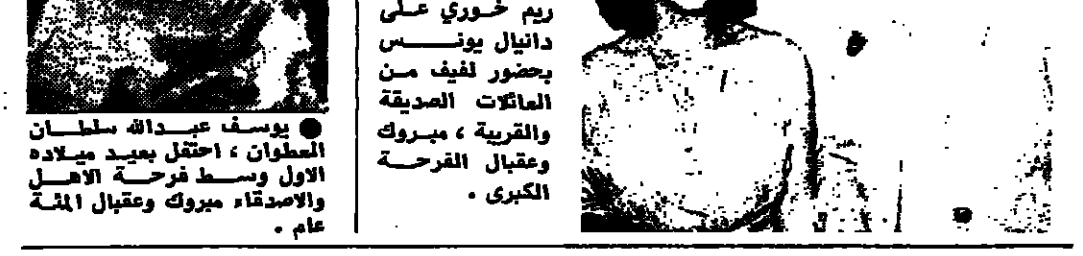 ريم خوري على
دانيال يونس
بحضور لفيف من
العائلات الصديقة
والقريبة ، مبروك
وعقبال الفرحة
الكبرى .
● يوسف عبدالله سلطان
العطوان ، احتفل بعيد ميلاده
الاول وسط فرحة الاهل
والاصدقاء مبروك وعقبال المئة
عام .